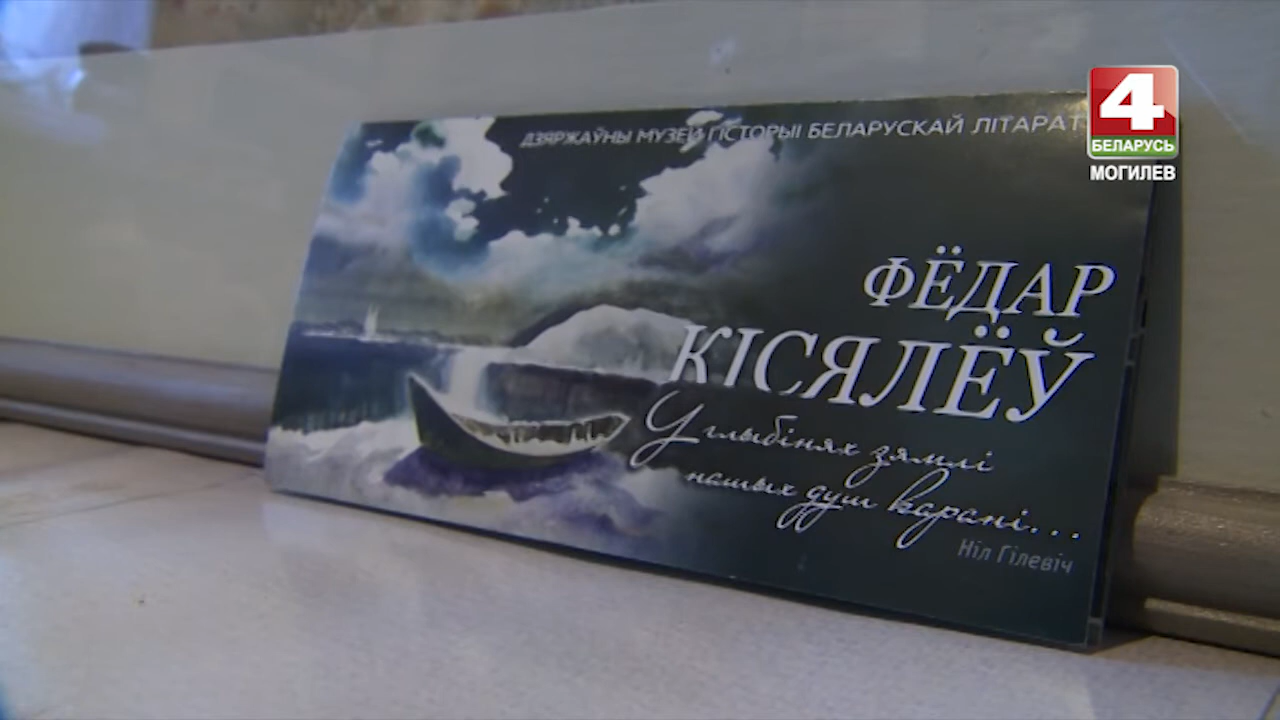 ДЗЯРЖАЎНЫ МУЗЕЙ ГІСТОРЫІ БЕЛАРУСКАЙ ЛІТАРАТ
4
БЕЛАРУСЬ
МОГИЛЕВ
ФЁДАР
КІСЯЛЁЎ
У глыбінях зямлі
нашых душ карані...
Ніл Гілевіч